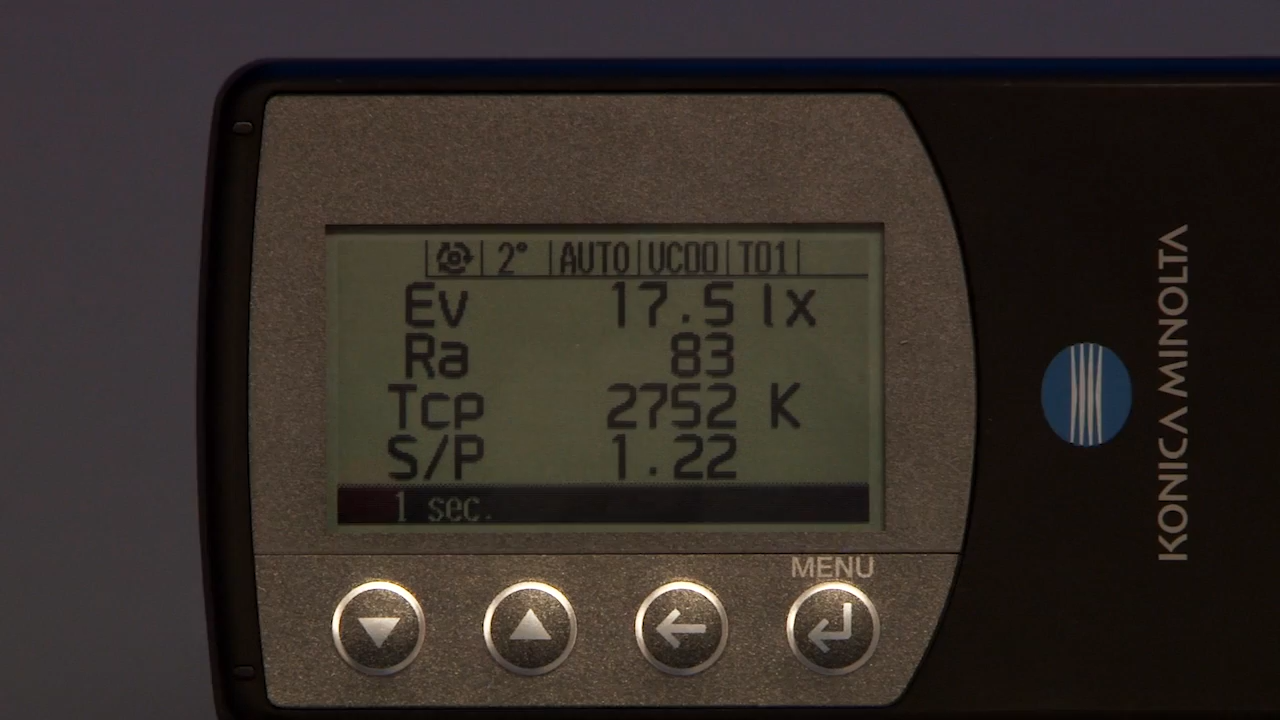 2° AUTO UC00 T01
Ev 17.5 lx
Ra 83
Tcp 2752 K
S/P 1.22
1 sec.
MENU
KONICA MINOLTA